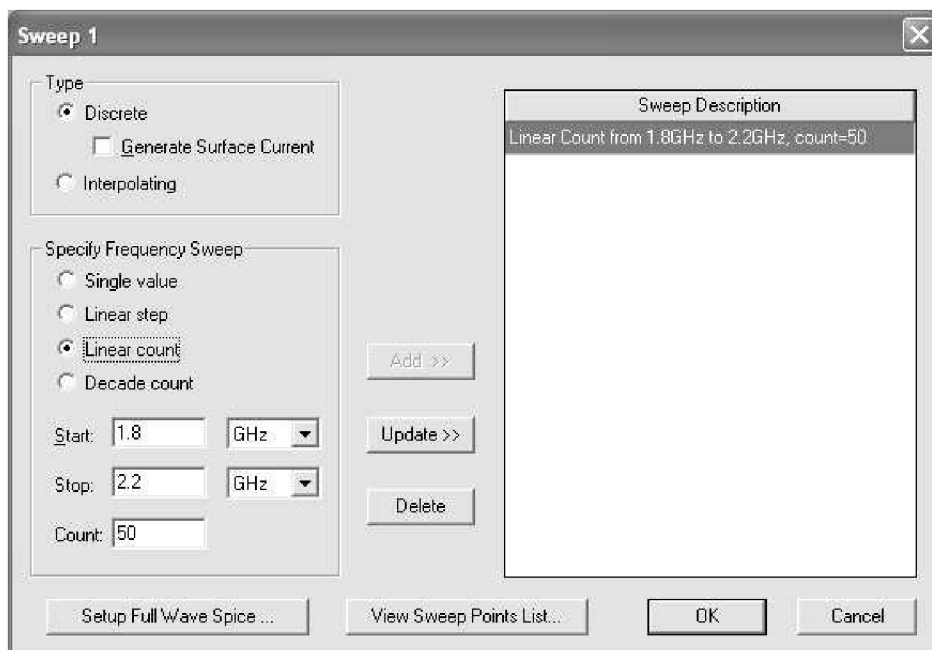 Sweep 1
Type
Discrete
Generate Surface Current
Interpolating
Specify Frequency Sweep
Single value
Linear step
Linear count
Decade count
Start: 1.8 GHz
Stop: 2.2 GHz
Count: 50
Add >>
Update >>
Delete
Sweep Description
Linear Count from 1.8GHz to 2.2GHz, count=50
Setup Full Wave Spice ...
View Sweep Points List...
OK
Cancel